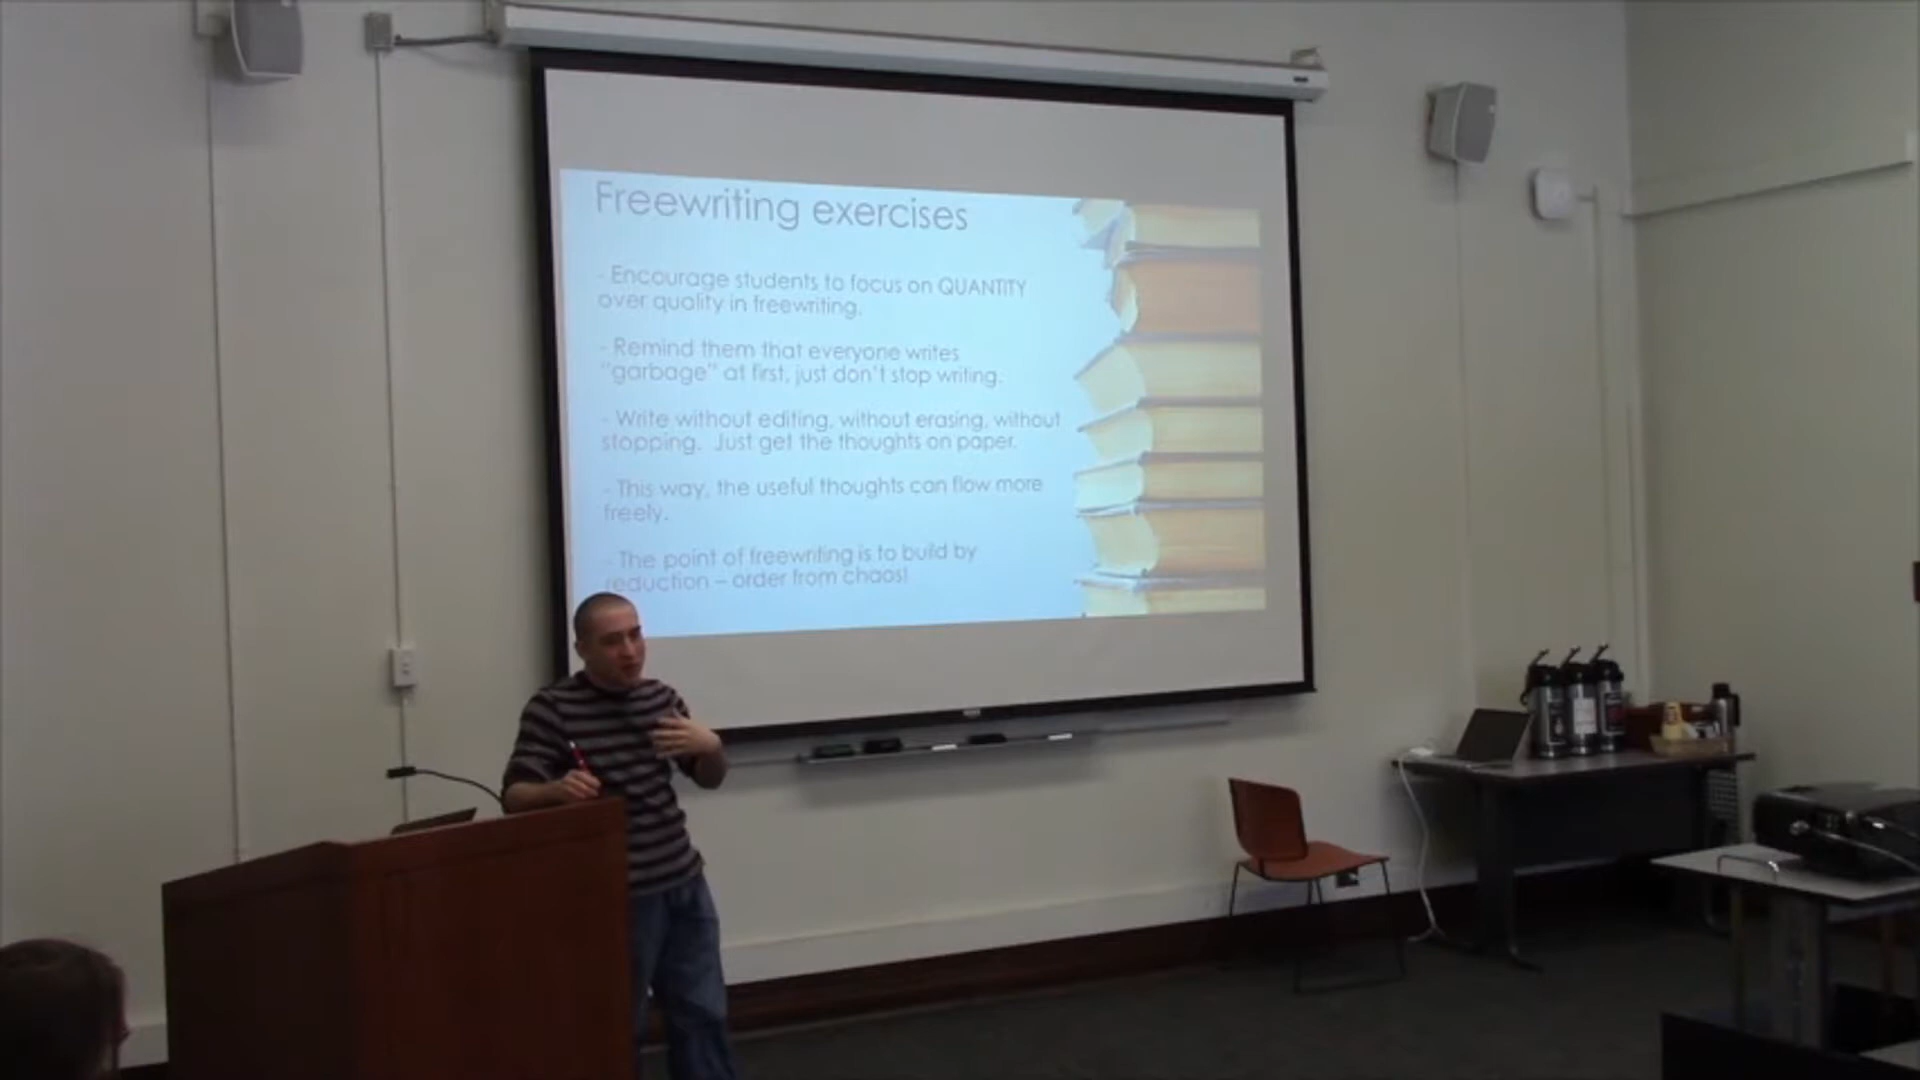 Freewriting exercises
- Encourage students to focus on QUANTITY
over quality in freewriting.
- Remind them that everyone writes
"garbage" at first, just don't stop writing.
- Write without editing, without erasing, without
stopping. Just get the thoughts on paper.
- This way, the useful thoughts can flow more
freely.
- The point of freewriting is to build by
reduction – order from chaos!